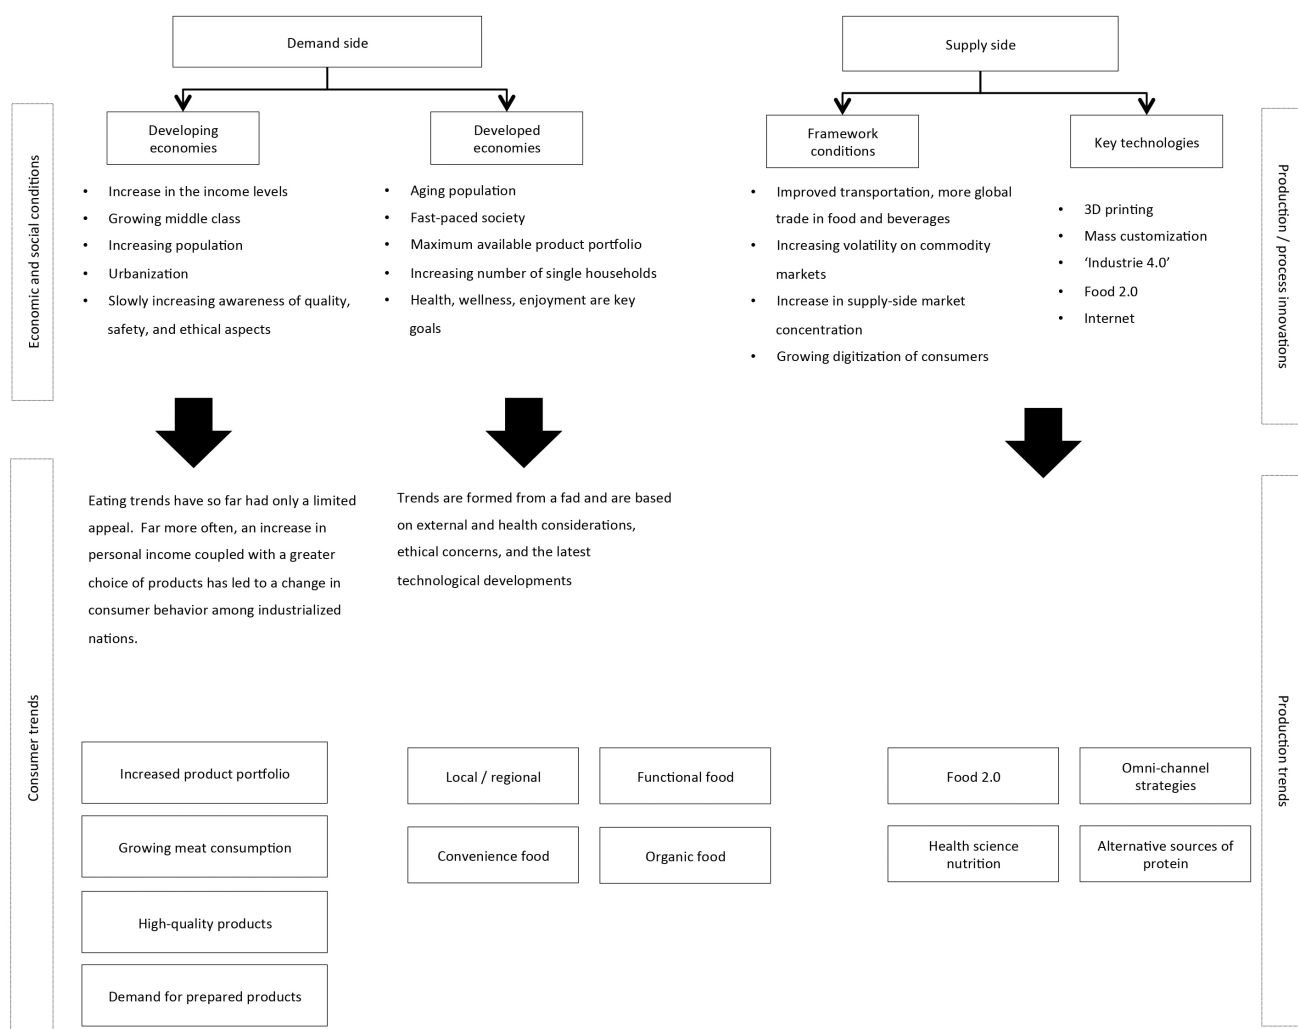 Demand side
Supply side
Developing
economies
Developed
economies
Framework
conditions
Key technologies
Economic and social conditions
• Increase in the income levels
• Growing middle class
• Increasing population
• Urbanization
• Slowly increasing awareness of quality,
safety, and ethical aspects
• Aging population
• Fast-paced society
• Maximum available product portfolio
• Increasing number of single households
• Health, wellness, enjoyment are key
goals
• Improved transportation, more global
trade in food and beverages
• Increasing volatility on commodity
markets
• Increase in supply-side market
concentration
• Growing digitization of consumers
• 3D printing
• Mass customization
• ‘Industrie 4.0’
• Food 2.0
• Internet
Production / process innovations
Consumer trends
Eating trends have so far had only a limited
appeal. Far more often, an increase in
personal income coupled with a greater
choice of products has led to a change in
consumer behavior among industrialized
nations.
Trends are formed from a fad and are based
on external and health considerations,
ethical concerns, and the latest
technological developments
Increased product portfolio
Growing meat consumption
High-quality products
Demand for prepared products
Local / regional
Functional food
Convenience food
Organic food
Food 2.0
Omni-channel
strategies
Health science
nutrition
Alternative sources of
protein
Production trends